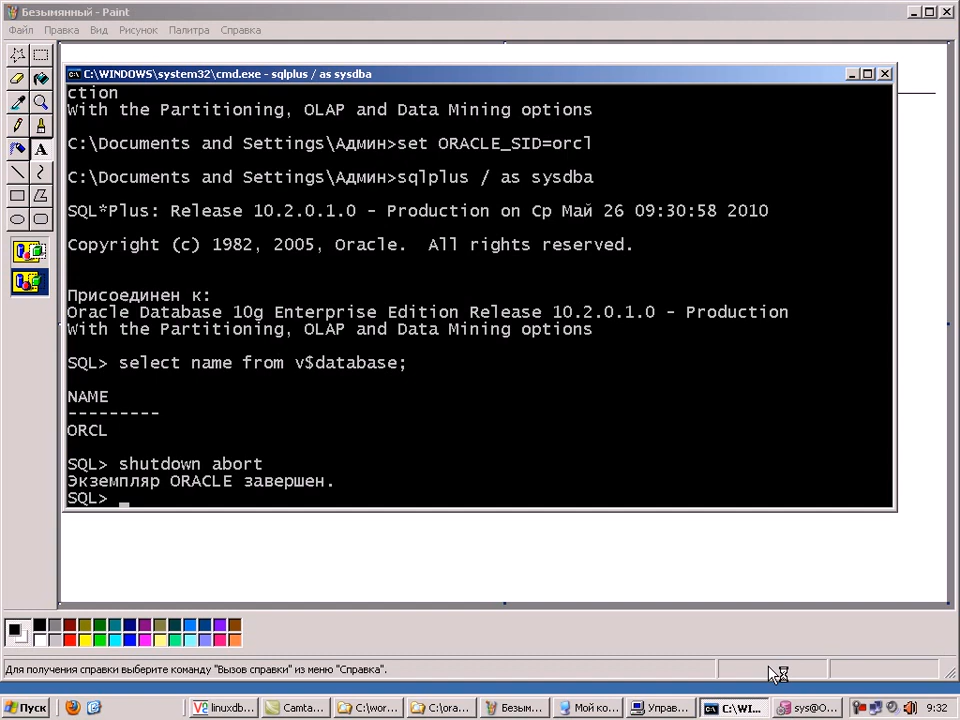 Безымянный - Paint
Файл Правка Вид Рисунок Палитра Справка
C:\WINDOWS\system32\cmd.exe - sqlplus / as sysdba
ction
With the Partitioning, OLAP and Data Mining options
C:\Documents and Settings\Админ>set ORACLE_SID=orcl
C:\Documents and Settings\Админ>sqlplus / as sysdba
SQL*Plus: Release 10.2.0.1.0 - Production on Ср Май 26 09:30:58 2010
Copyright (c) 1982, 2005, Oracle.  All rights reserved.
Присоединен к:
Oracle Database 10g Enterprise Edition Release 10.2.0.1.0 - Production
With the Partitioning, OLAP and Data Mining options
SQL> select name from v$database;
NAME
---------
ORCL
SQL> shutdown abort
Экземпляр ORACLE завершен.
SQL> _
Для получения справки выберите команду "Вызов справки" из меню "Справка".
Пуск linuxdb... Camta... C:\wor... C:\ora... Безым... Мой ко... Управ... C:\WI... sys@O... 9:32